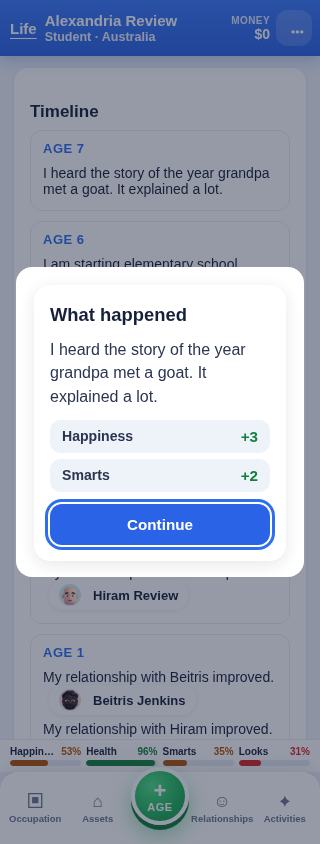 Life
Alexandria Review
Student · Australia
MONEY
$0
...
Timeline
AGE 7
I heard the story of the year grandpa
met a goat. It explained a lot.
AGE 6
I am starting elementary school.
What happened
I heard the story of the year
grandpa met a goat. It
explained a lot.
Happiness +3
Smarts +2
Continue
Hiram Review
AGE 1
My relationship with Beitris improved.
Beitris Jenkins
My relationship with Hiram improved.
Happin... 53% Health 96% Smarts 35% Looks 31%
+
AGE
Occupation Assets Relationships Activities